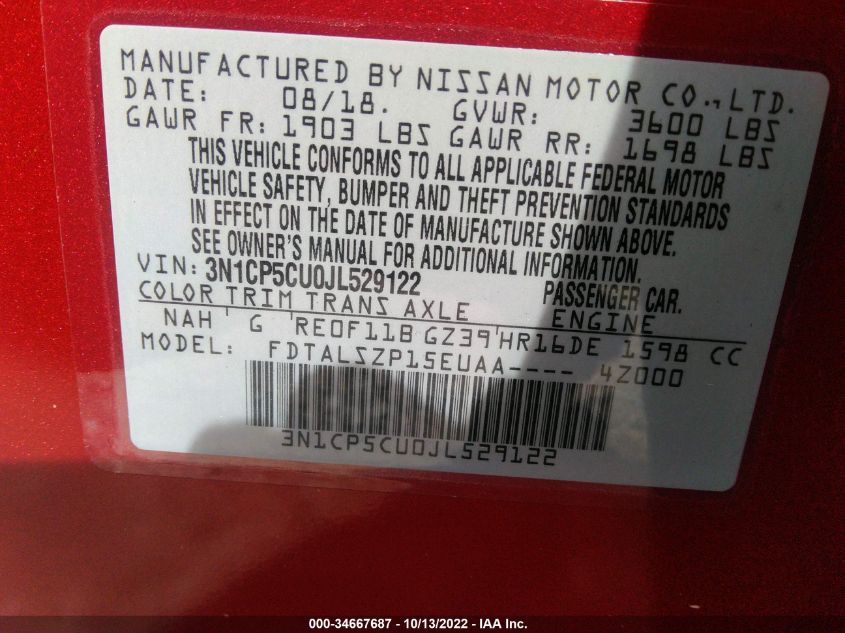 MANUFACTURED BY NISSAN MOTOR CO., LTD.
DATE: 08/18. GVWR: 3600 LBS
GAWR FR: 1903 LBS GAWR RR: 1698 LBS
THIS VEHICLE CONFORMS TO ALL APPLICABLE FEDERAL MOTOR
VEHICLE SAFETY, BUMPER AND THEFT PREVENTION STANDARDS
IN EFFECT ON THE DATE OF MANUFACTURE SHOWN ABOVE.
SEE OWNER'S MANUAL FOR ADDITIONAL INFORMATION.
VIN: 3N1CP5CU0JL529122 PASSENGER CAR.
COLOR TRIM TRANS AXLE ENGINE
NAH ' G 'RE0F11B GZ39'HR16DE 1598 CC
MODEL: FDTALSZP15EUAA---- 4Z000
3N1CP5CU0JL529122
000-34667687 - 10/13/2022 - IAA Inc.